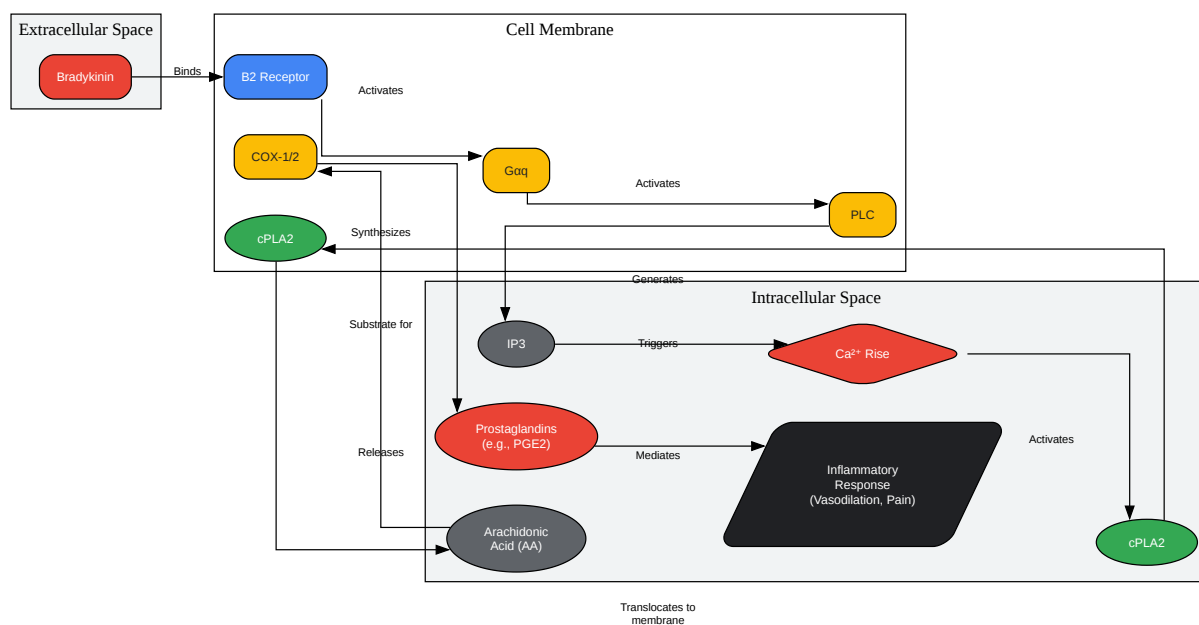 Extracellular Space
Cell Membrane
Bradykinin
Binds
B2 Receptor
Activates
COX-1/2
Gαq
Activates
PLC
cPLA2
Synthesizes
Generates
Intracellular Space
Substrate for
IP3
Triggers
Ca²⁺ Rise
Prostaglandins
(e.g., PGE2)
Mediates
Releases
Inflammatory
Response
(Vasodilation, Pain)
Activates
Arachidonic
Acid (AA)
cPLA2
Translocates to
membrane